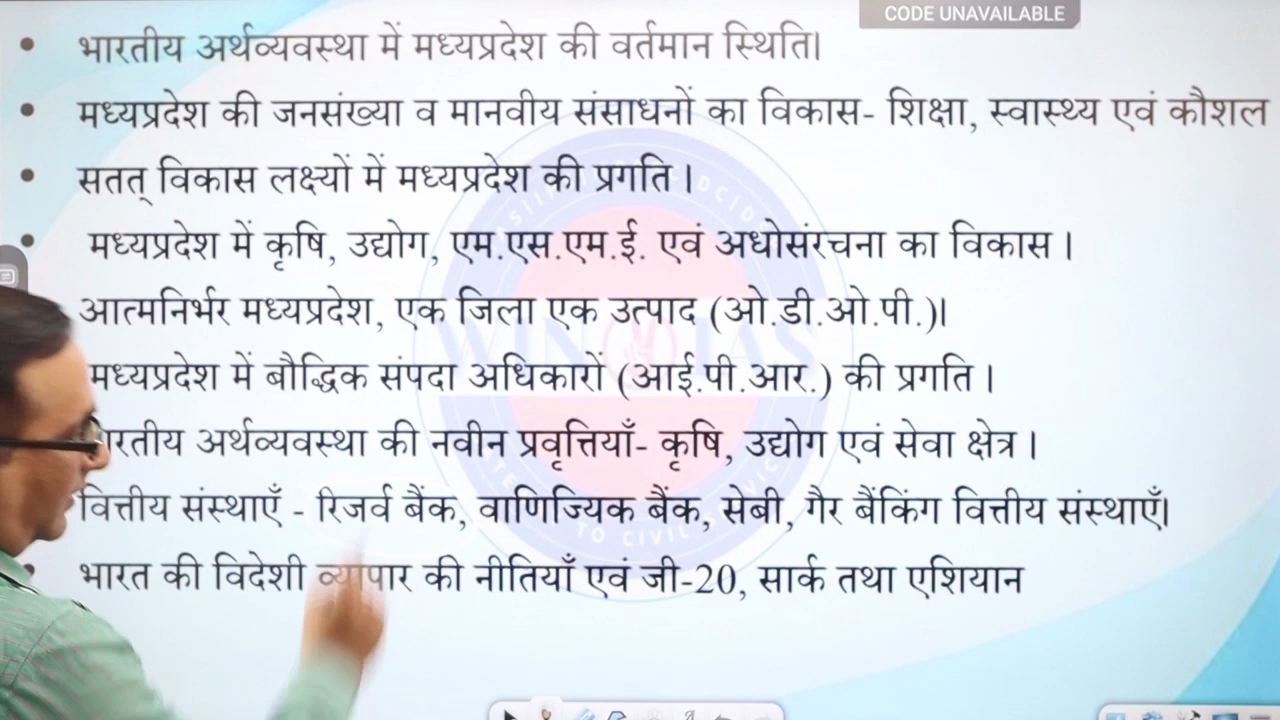 CODE UNAVAILABLE
भारतीय अर्थव्यवस्था में मध्यप्रदेश की वर्तमान स्थिति।
मध्यप्रदेश की जनसंख्या व मानवीय संसाधनों का विकास- शिक्षा, स्वास्थ्य एवं कौशल
सतत् विकास लक्ष्यों में मध्यप्रदेश की प्रगति ।
मध्यप्रदेश में कृषि, उद्योग, एम.एस.एम.ई. एवं अधोसंरचना का विकास ।
आत्मनिर्भर मध्यप्रदेश, एक जिला एक उत्पाद (ओ.डी.ओ.पी.)।
मध्यप्रदेश में बौद्धिक संपदा अधिकारों (आई.पी.आर.) की प्रगति ।
अर्थव्यवस्था की नवीन प्रवृत्तियाँ- कृषि, उद्योग एवं सेवा क्षेत्र ।
वित्तीय संस्थाएँ - रिजर्व बैंक, वाणिज्यिक बैंक, सेबी, गैर बैंकिंग वित्तीय संस्थाएँ।
भारत की विदेशी व्यापार की नीतियाँ एवं जी-20, सार्क तथा एशियान
WIN IAS